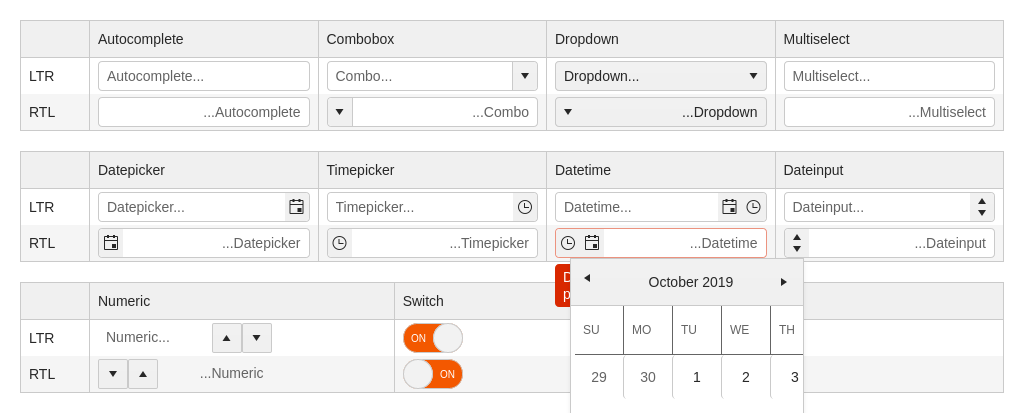 Autocomplete Combobox Dropdown Multiselect
LTR Autocomplete... Combo... Dropdown... Multiselect...
RTL ...Autocomplete ...Combo ...Dropdown ...Multiselect
Datepicker Timepicker Datetime Dateinput
LTR Datepicker... Timepicker... Datetime... Dateinput...
RTL ...Datepicker ...Timepicker ...Datetime ...Dateinput
October 2019
Numeric Switch
SU MO TU WE TH
LTR Numeric... ON
RTL ...Numeric ON
29 30 1 2 3